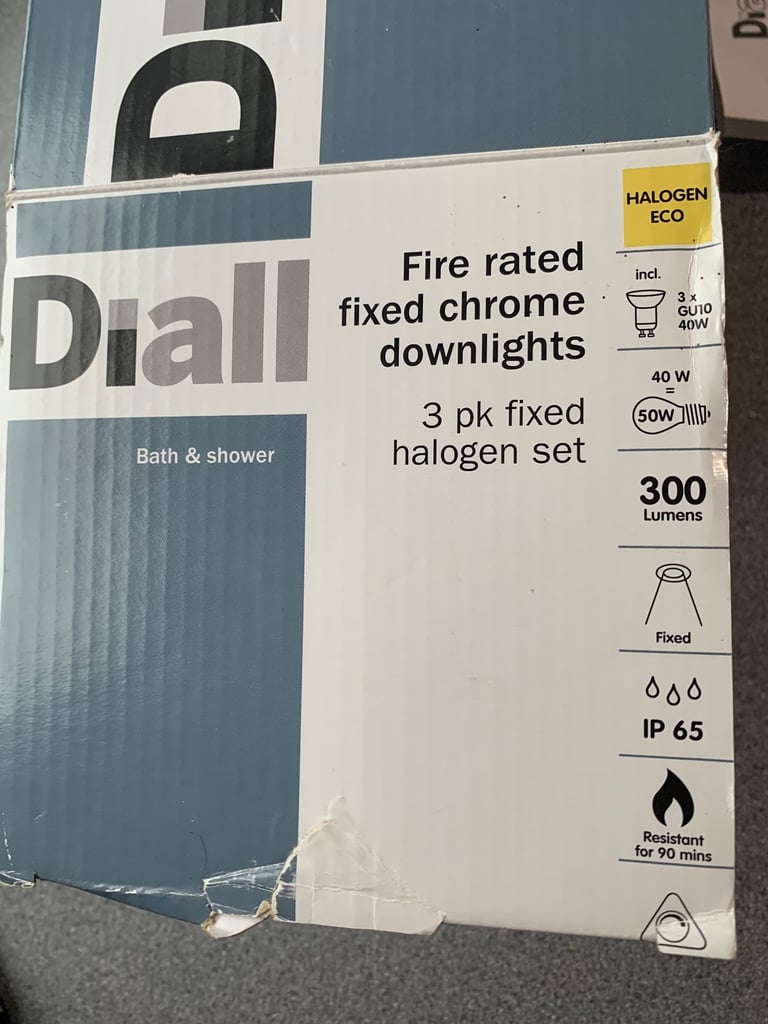 Diall
Bath & shower
Fire rated
fixed chrome
downlights
3 pk fixed
halogen set
HALOGEN
ECO
incl.
3 x
GU10
40W
40 W
=
50W
300
Lumens
Fixed
IP 65
Resistant
for 90 mins